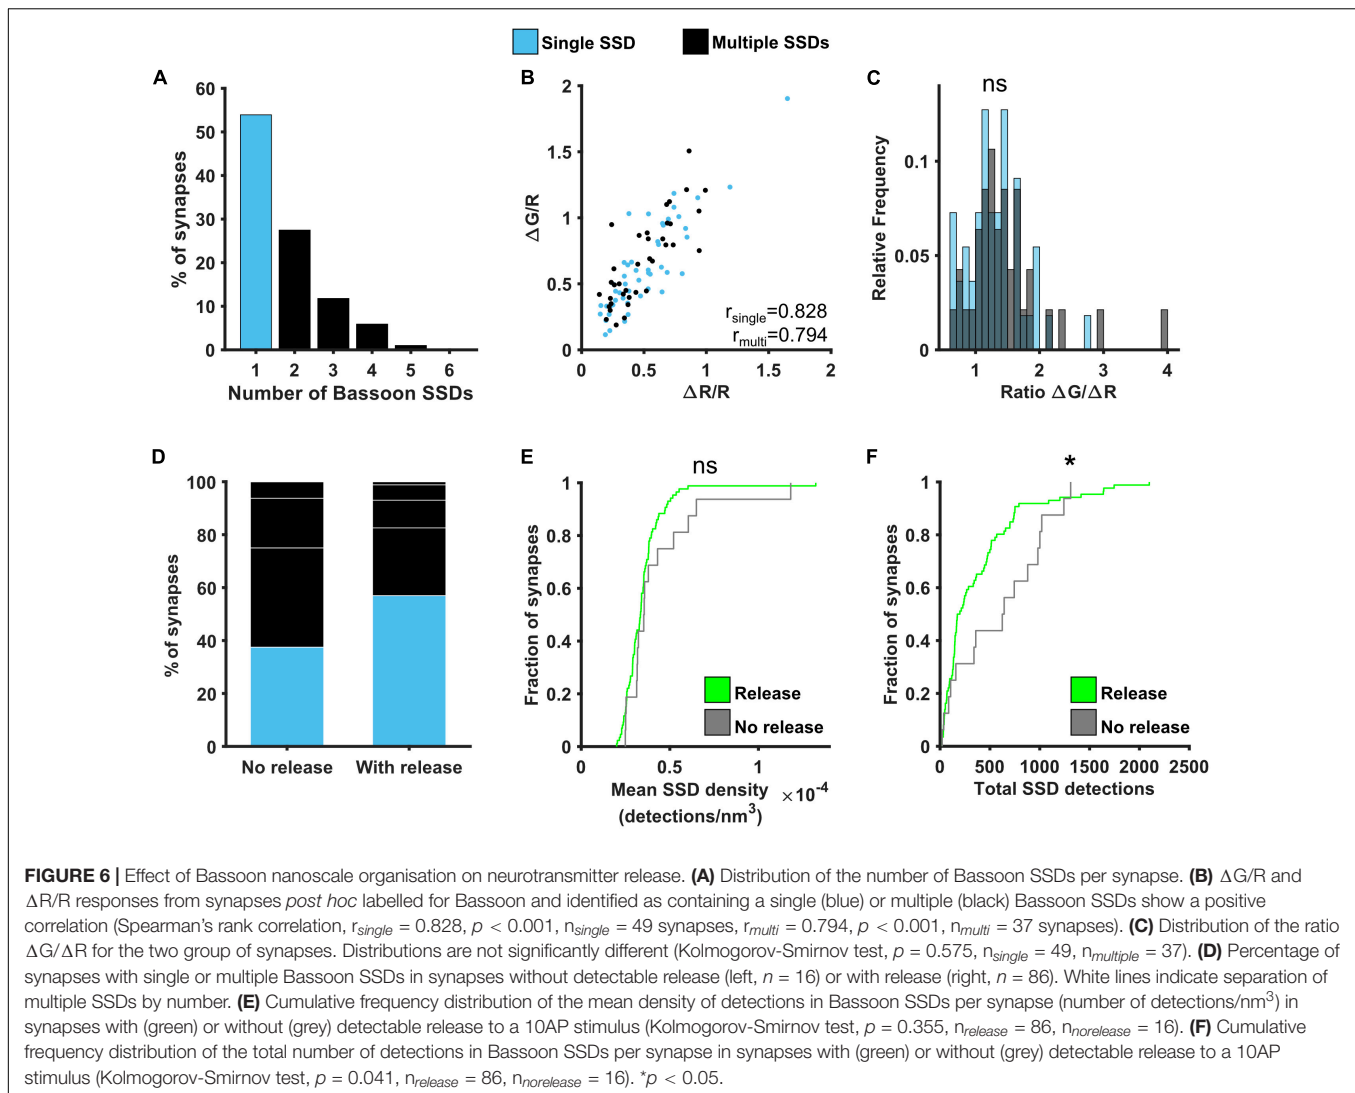 Single SSD Multiple SSDs
A
% of synapses
60
50
40
30
20
10
0
1 2 3 4 5 6
Number of Bassoon SSDs
B
ΔG/R
2
1.5
1
0.5
0
0 0.5 1 1.5 2
ΔR/R
r_single=0.828
r_multi=0.794
C
ns
Relative Frequency
0.1
0.05
0
1 2 3 4
Ratio ΔG/ΔR
D
% of synapses
100
80
60
40
20
0
No release With release
E
ns
Fraction of synapses
1
0.8
0.6
0.4
0.2
0
Release
No release
0 0.5 1
Mean SSD density ×10^-4
(detections/nm³)
F
*
Fraction of synapses
1
0.8
0.6
0.4
0.2
0
Release
No release
0 500 1000 1500 2000 2500
Total SSD detections
FIGURE 6 | Effect of Bassoon nanoscale organisation on neurotransmitter release. (A) Distribution of the number of Bassoon SSDs per synapse. (B) ΔG/R and
ΔR/R responses from synapses post hoc labelled for Bassoon and identified as containing a single (blue) or multiple (black) Bassoon SSDs show a positive
correlation (Spearman's rank correlation, r_single = 0.828, p < 0.001, n_single = 49 synapses, r_multi = 0.794, p < 0.001, n_multi = 37 synapses). (C) Distribution of the ratio
ΔG/ΔR for the two group of synapses. Distributions are not significantly different (Kolmogorov-Smirnov test, p = 0.575, n_single = 49, n_multiple = 37). (D) Percentage of
synapses with single or multiple Bassoon SSDs in synapses without detectable release (left, n = 16) or with release (right, n = 86). White lines indicate separation of
multiple SSDs by number. (E) Cumulative frequency distribution of the mean density of detections in Bassoon SSDs per synapse (number of detections/nm³) in
synapses with (green) or without (grey) detectable release to a 10AP stimulus (Kolmogorov-Smirnov test, p = 0.355, n_release = 86, n_norelease = 16). (F) Cumulative
frequency distribution of the total number of detections in Bassoon SSDs per synapse in synapses with (green) or without (grey) detectable release to a 10AP
stimulus (Kolmogorov-Smirnov test, p = 0.041, n_release = 86, n_norelease = 16). *p < 0.05.